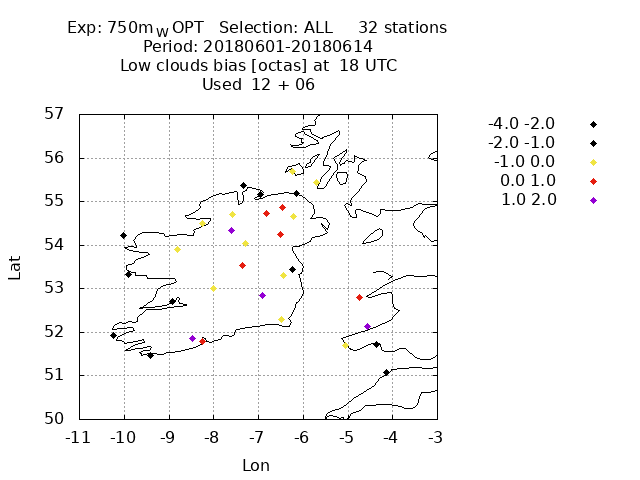 Exp: 750mWOPT Selection: ALL 32 stations
Period: 20180601-20180614
Low clouds bias [octas] at 18 UTC
Used 12 + 06
57
56
55
54
53
52
51
50
Lat
-11 -10 -9 -8 -7 -6 -5 -4 -3
Lon
-4.0 -2.0
-2.0 -1.0
-1.0 0.0
0.0 1.0
1.0 2.0